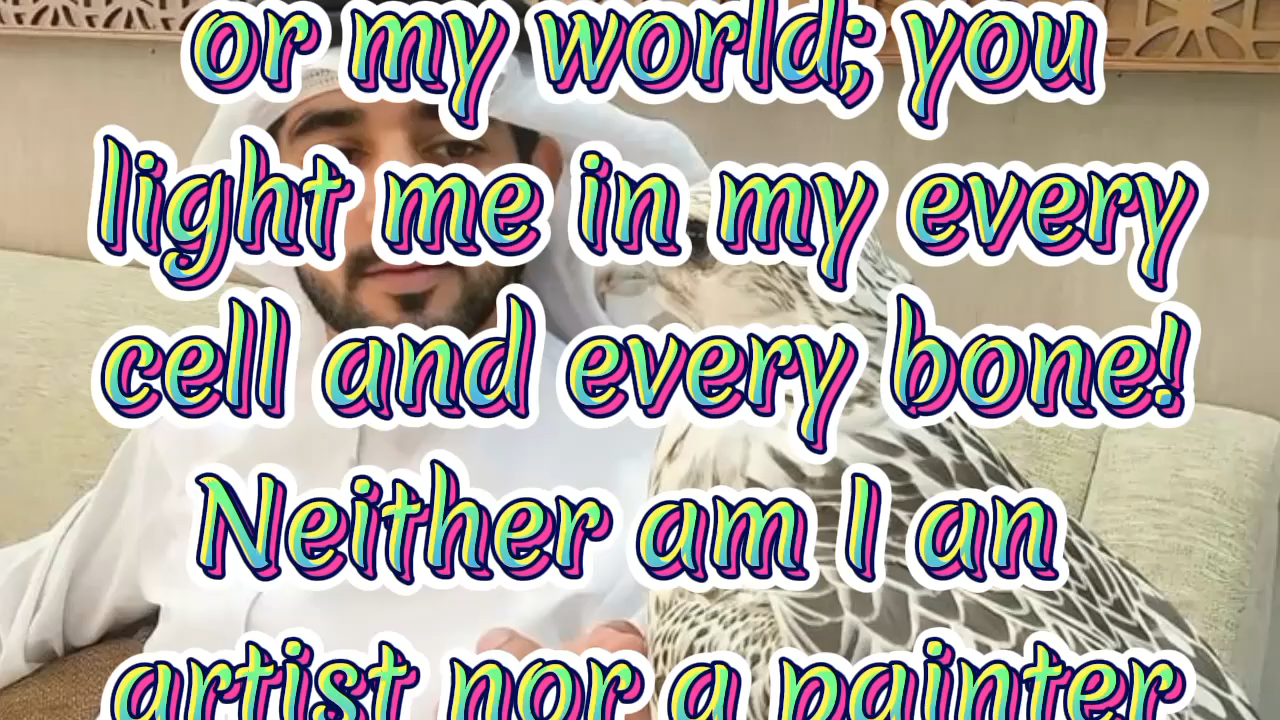 or my world; you
light me in my every
cell and every bone!
Neither am I an
artist nor a painter